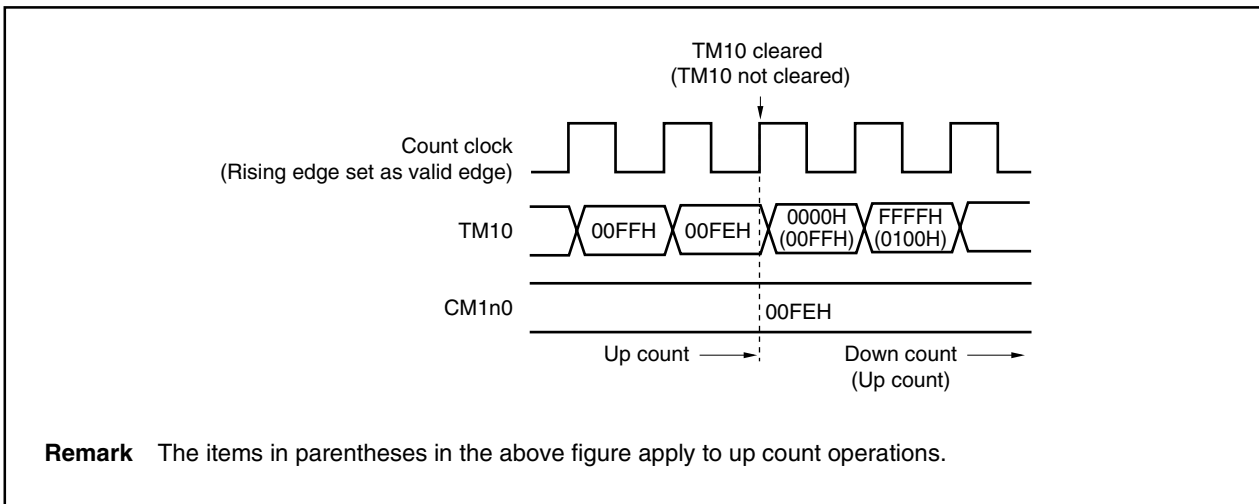 TM10 cleared
(TM10 not cleared)
Count clock
(Rising edge set as valid edge)
TM10
00FFH
00FEH
0000H
(00FFH)
FFFFH
(0100H)
CM1n0
00FEH
Up count
Down count
(Up count)
Remark The items in parentheses in the above figure apply to up count operations.